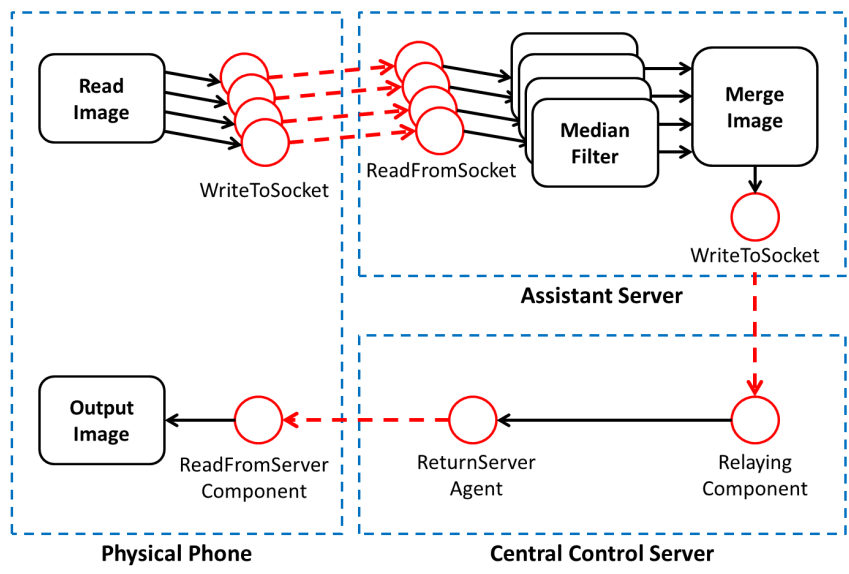 Read
Image
WriteToSocket
ReadFromSocket
Median
Filter
Merge
Image
WriteToSocket
Assistant Server
Output
Image
ReadFromServer
Component
ReturnServer
Agent
Relaying
Component
Physical Phone
Central Control Server